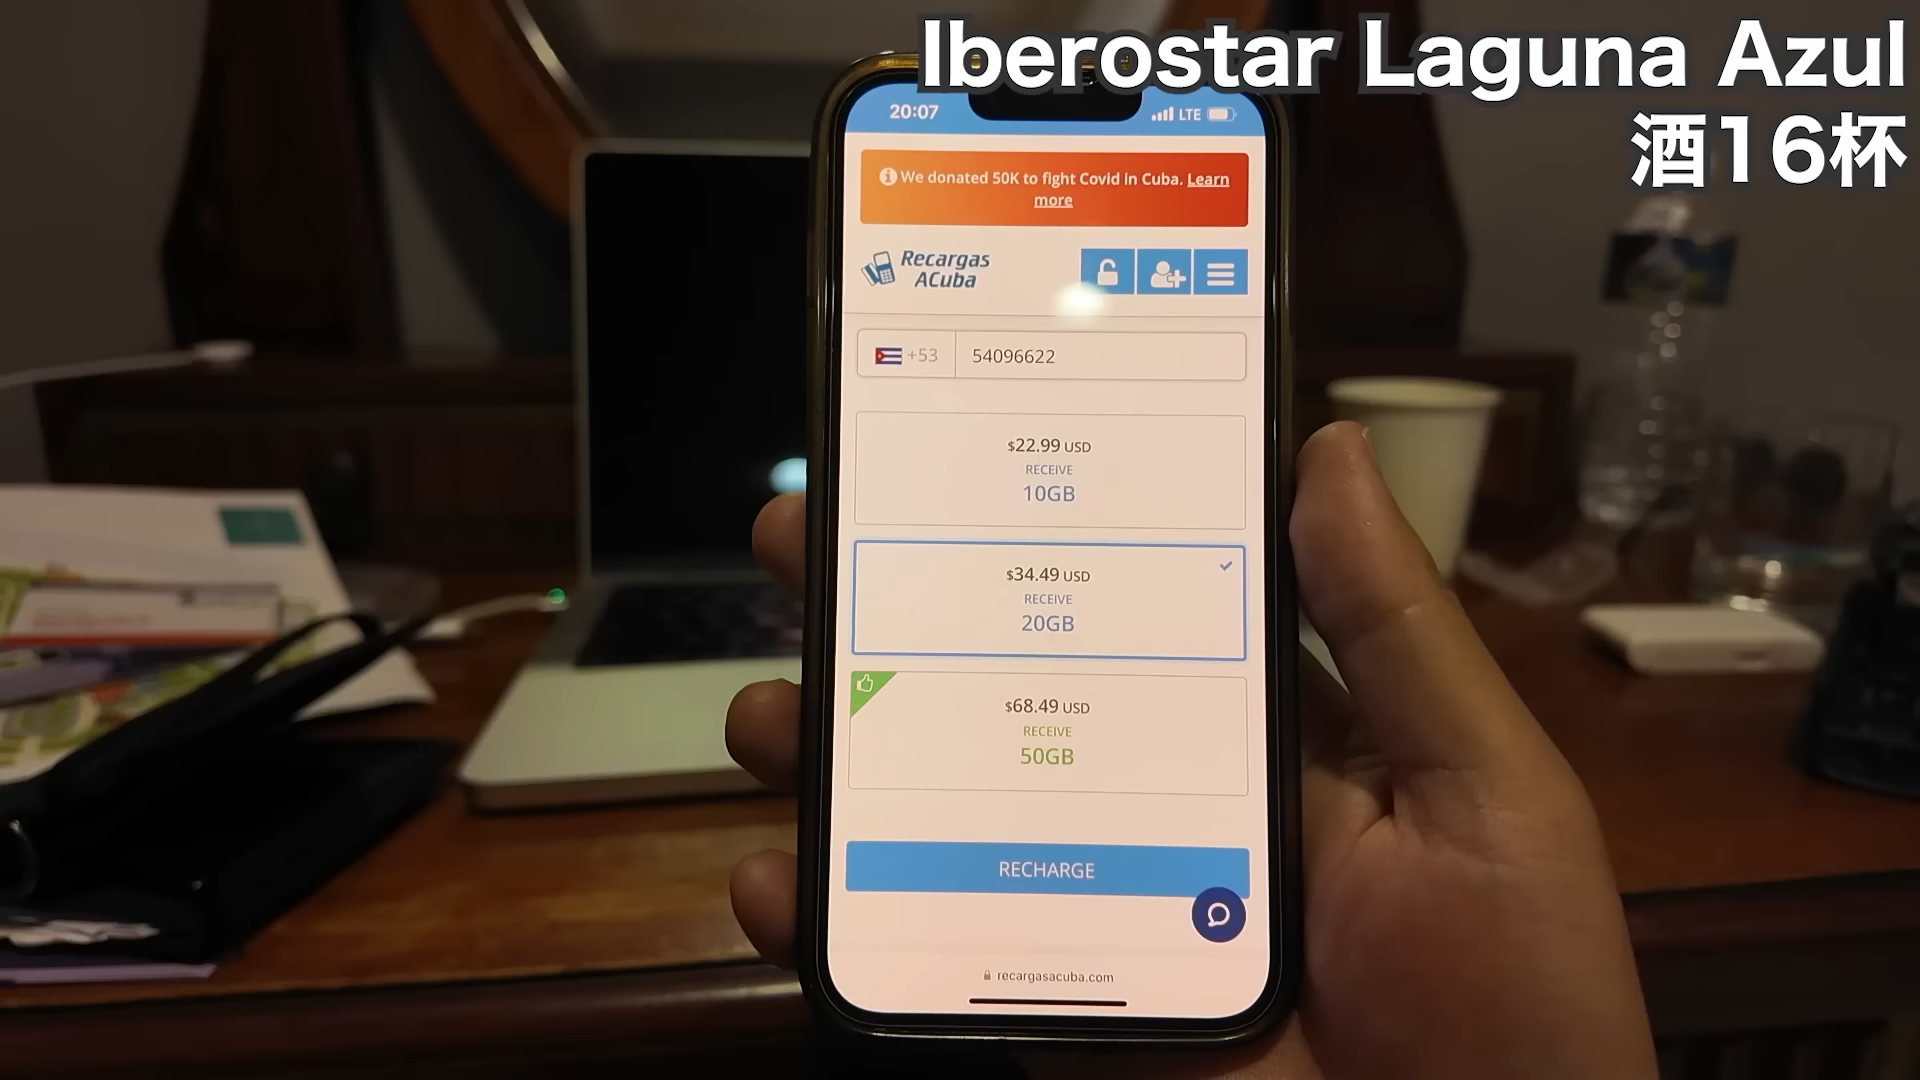 Iberostar Laguna Azul
酒16杯
20:07
LTE
We donated 50K to fight Covid in Cuba. Learn
more
Recargas
ACuba
+53
54096622
$22.99 USD
RECEIVE
10GB
$34.49 USD
RECEIVE
20GB
$68.49 USD
RECEIVE
50GB
RECHARGE
recargasacuba.com